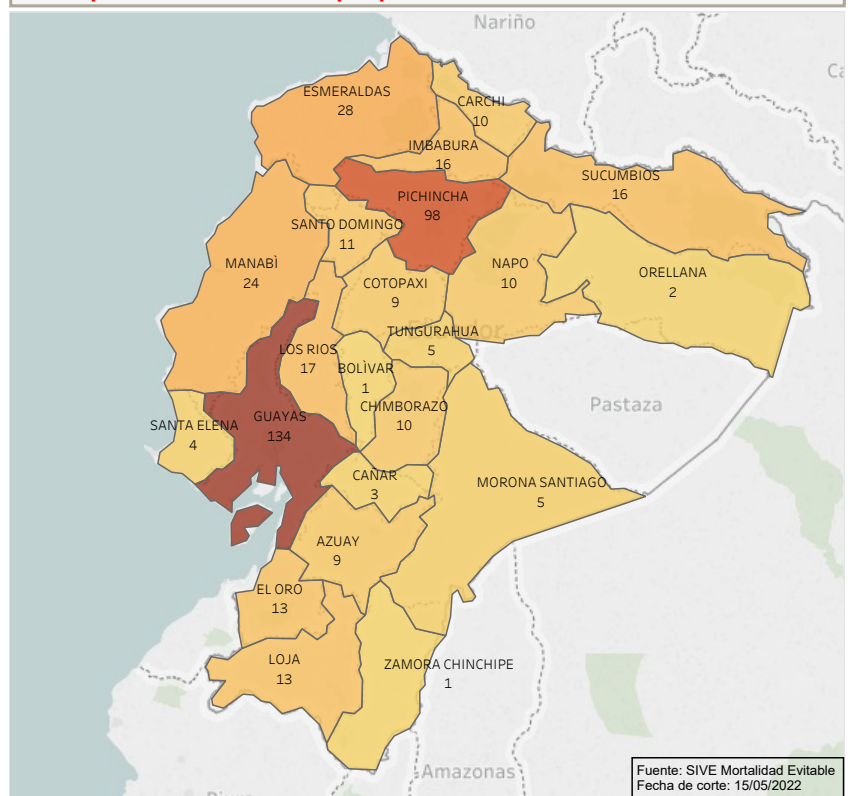 Nariño
ESMERALDAS
28
CARCHI
10
IMBABURA
16
SUCUMBIOS
16
PICHINCHA
98
SANTO DOMINGO
11
MANABÌ
24
NAPO
10
ORELLANA
2
COTOPAXI
9
TUNGURAHUA
5
LOS RIOS
17
BOLÌVAR
1
CHIMBORAZO
10
Pastaza
GUAYAS
134
SANTA ELENA
4
CAÑAR
3
MORONA SANTIAGO
5
AZUAY
9
EL ORO
13
LOJA
13
ZAMORA CHINCHIPE
1
Amazonas
Fuente: SIVE Mortalidad Evitable
Fecha de corte: 15/05/2022